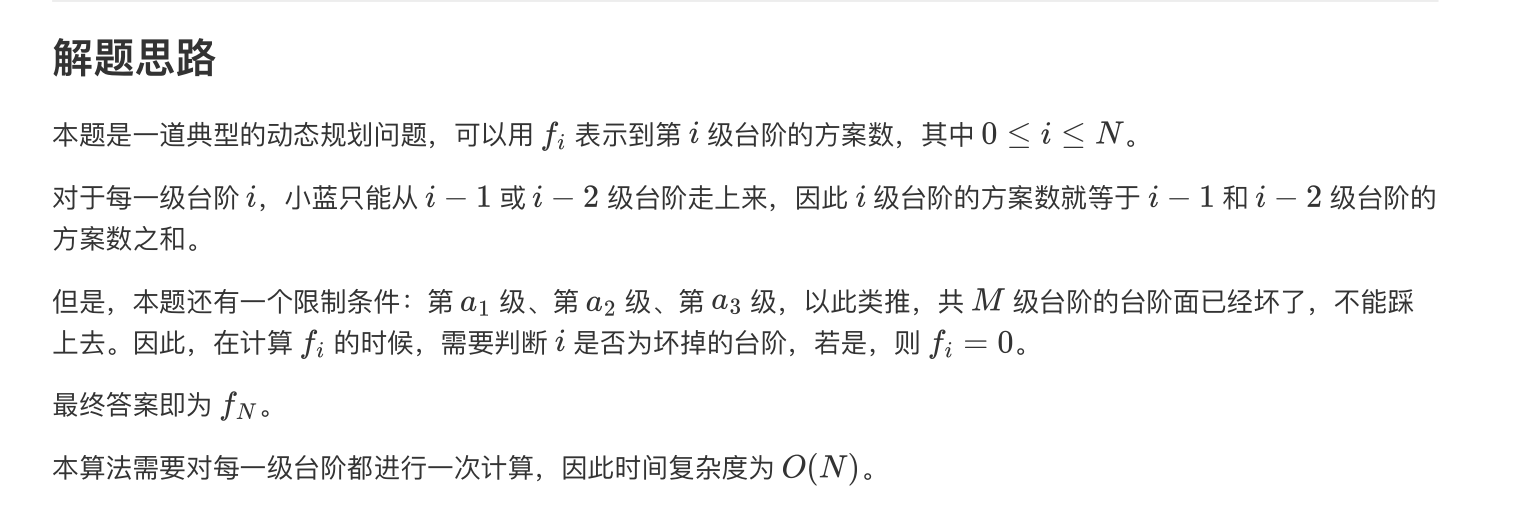 解题思路
本题是一道典型的动态规划问题，可以用 $f_i$ 表示到第 $i$ 级台阶的方案数，其中 $0 \leq i \leq N$。
对于每一级台阶 $i$，小蓝只能从 $i-1$ 或 $i-2$ 级台阶走上来，因此 $i$ 级台阶的方案数就等于 $i-1$ 和 $i-2$ 级台阶的
方案数之和。
但是，本题还有一个限制条件：第 $a_1$ 级、第 $a_2$ 级、第 $a_3$ 级，以此类推，共 $M$ 级台阶的台阶面已经坏了，不能踩
上去。因此，在计算 $f_i$ 的时候，需要判断 $i$ 是否为坏掉的台阶，若是，则 $f_i = 0$。
最终答案即为 $f_N$。
本算法需要对每一级台阶都进行一次计算，因此时间复杂度为 $O(N)$。